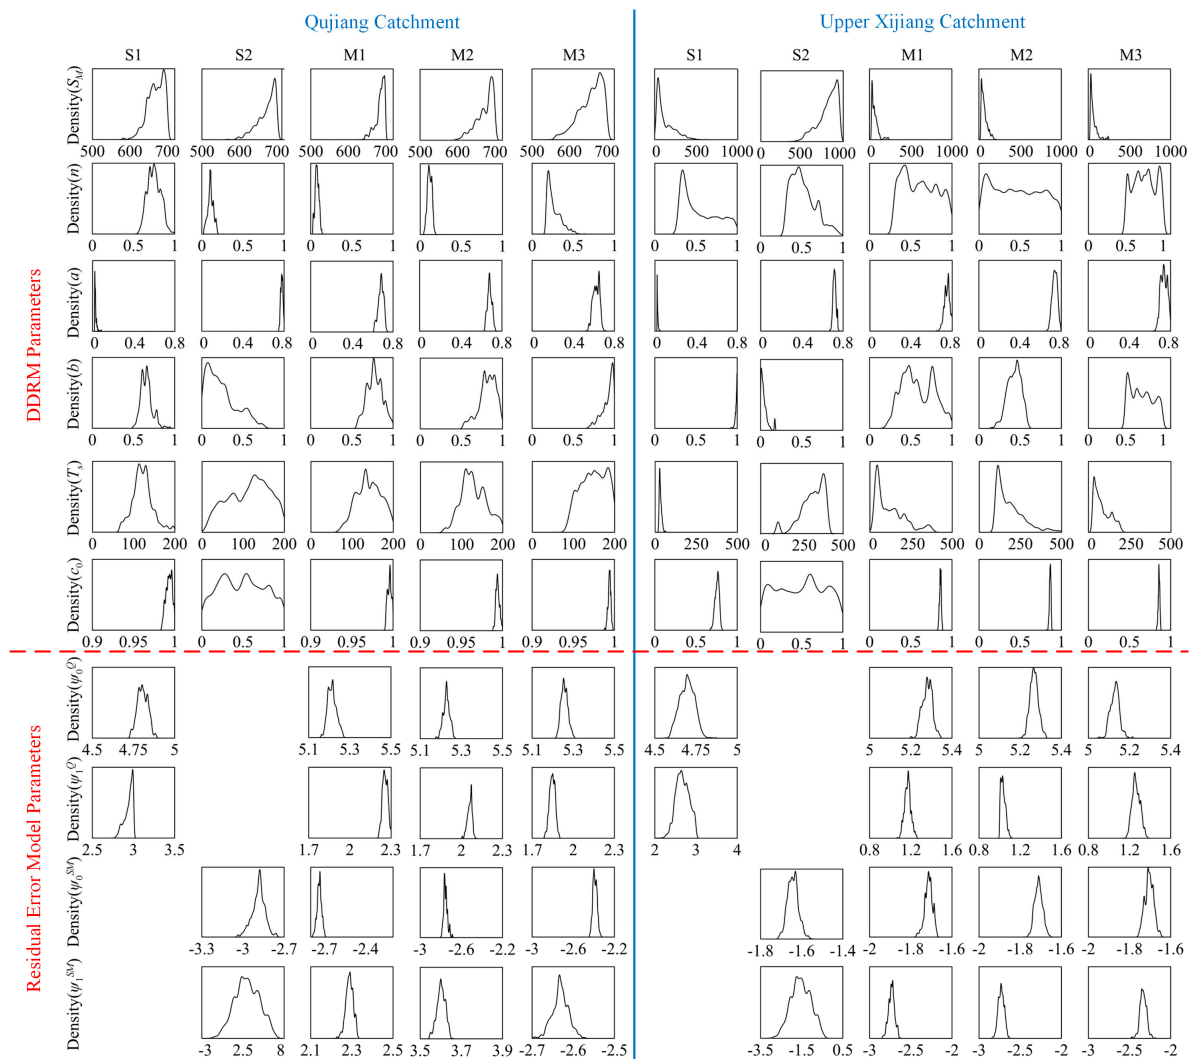 Qujiang Catchment Upper Xijiang Catchment
S1 S2 M1 M2 M3 S1 S2 M1 M2 M3
DDRM Parameters
Residual Error Model Parameters
Density(S_M)
500 600 700 500 600 700 500 600 700 500 600 700 500 600 700 0 500 1000 0 500 1000 0 500 1000 0 500 1000 0 500 1000
Density(n)
0 0.5 1 0 0.5 1 0 0.5 1 0 0.5 1 0 0.5 1 0 0.5 1 0 0.5 1 0 0.5 1 0 0.5 1 0 0.5 1
Density(a)
0 0.4 0.8 0 0.4 0.8 0 0.4 0.8 0 0.4 0.8 0 0.4 0.8 0 0.4 0.8 0 0.4 0.8 0 0.4 0.8 0 0.4 0.8 0 0.4 0.8
Density(b)
0 0.5 1 0 0.5 1 0 0.5 1 0 0.5 1 0 0.5 1 0 0.5 1 0 0.5 1 0 0.5 1 0 0.5 1 0 0.5 1
Density(T_s)
0 100 200 0 100 200 0 100 200 0 100 200 0 100 200 0 250 500 0 250 500 0 250 500 0 250 500 0 250 500
Density(c_0)
0.9 0.95 1 0 0.5 1 0.9 0.95 1 0.9 0.95 1 0.9 0.95 1 0 0.5 1 0 0.5 1 0 0.5 1 0 0.5 1 0 0.5 1
Density(ψ_0^Q)
4.5 4.75 5 5.1 5.3 5.5 5.1 5.3 5.5 5.1 5.3 5.5 4.5 4.75 5 5 5.2 5.4 5 5.2 5.4 5 5.2 5.4
Density(ψ_1^Q)
2.5 3 3.5 1.7 2 2.3 1.7 2 2.3 1.7 2 2.3 2 3 4 0.8 1.2 1.6 0.8 1.2 1.6 0.8 1.2 1.6
Density(ψ_0^SM)
-3.3 -3 -2.7 -2.7 -2.4 -3 -2.6 -2.2 -3 -2.6 -2.2 -1.8 -1.6 -1.4 -2 -1.8 -1.6 -2 -1.8 -1.6 -2 -1.8 -1.6
Density(ψ_1^SM)
-3 2.5 8 2.1 2.3 2.5 3.5 3.7 3.9 -2.7 -2.6 -2.5 -3.5 -1.5 0.5 -3 -2.5 -2 -3 -2.5 -2 -3 -2.5 -2